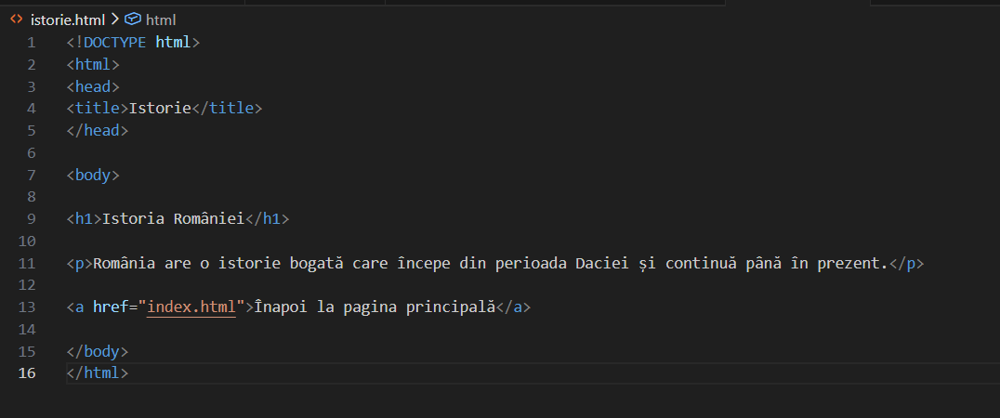 istorie.html > html
1 <!DOCTYPE html>
2 <html>
3 <head>
4 <title>Istorie</title>
5 </head>
6
7 <body>
8
9 <h1>Istoria României</h1>
10
11 <p>România are o istorie bogată care începe din perioada Daciei și continuă până în prezent.</p>
12
13 <a href="index.html">Înapoi la pagina principală</a>
14
15 </body>
16 </html>